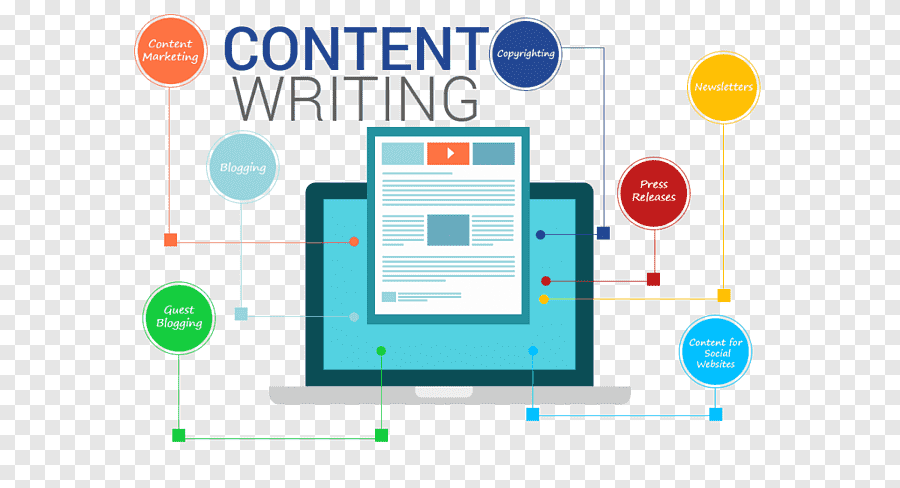 CONTENT
WRITING
Content
Marketing
Copyrighting
Newsletters
Blogging
Press
Releases
Guest
Blogging
Content for
Social
Websites